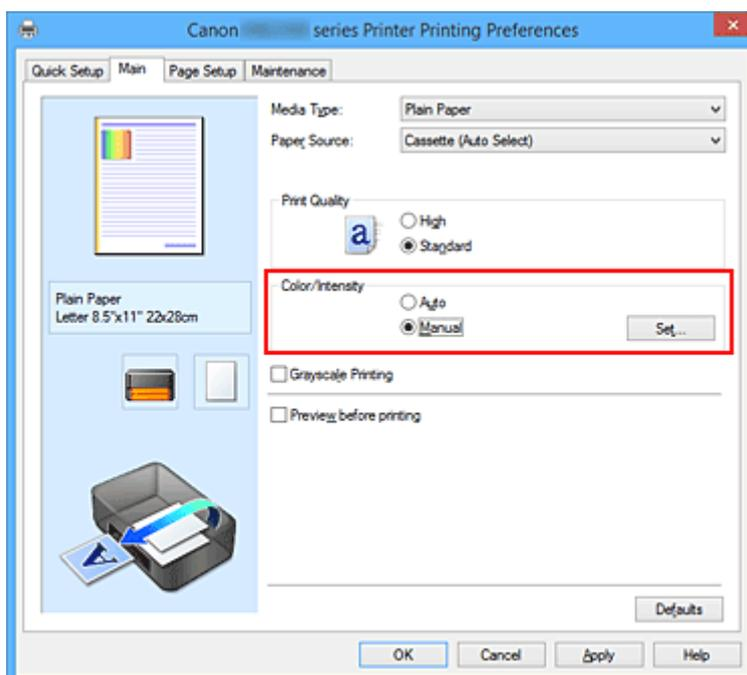 Canon series Printer Printing Preferences
Quick Setup Main Page Setup Maintenance
Media Type: Plain Paper
Paper Source: Cassette (Auto Select)
Print Quality
a
High
Standard
Color/Intensity
Auto
Manual Set...
Plain Paper
Letter 8.5"x11" 22x28cm
Grayscale Printing
Preview before printing
A
Defaults
OK Cancel Apply Help